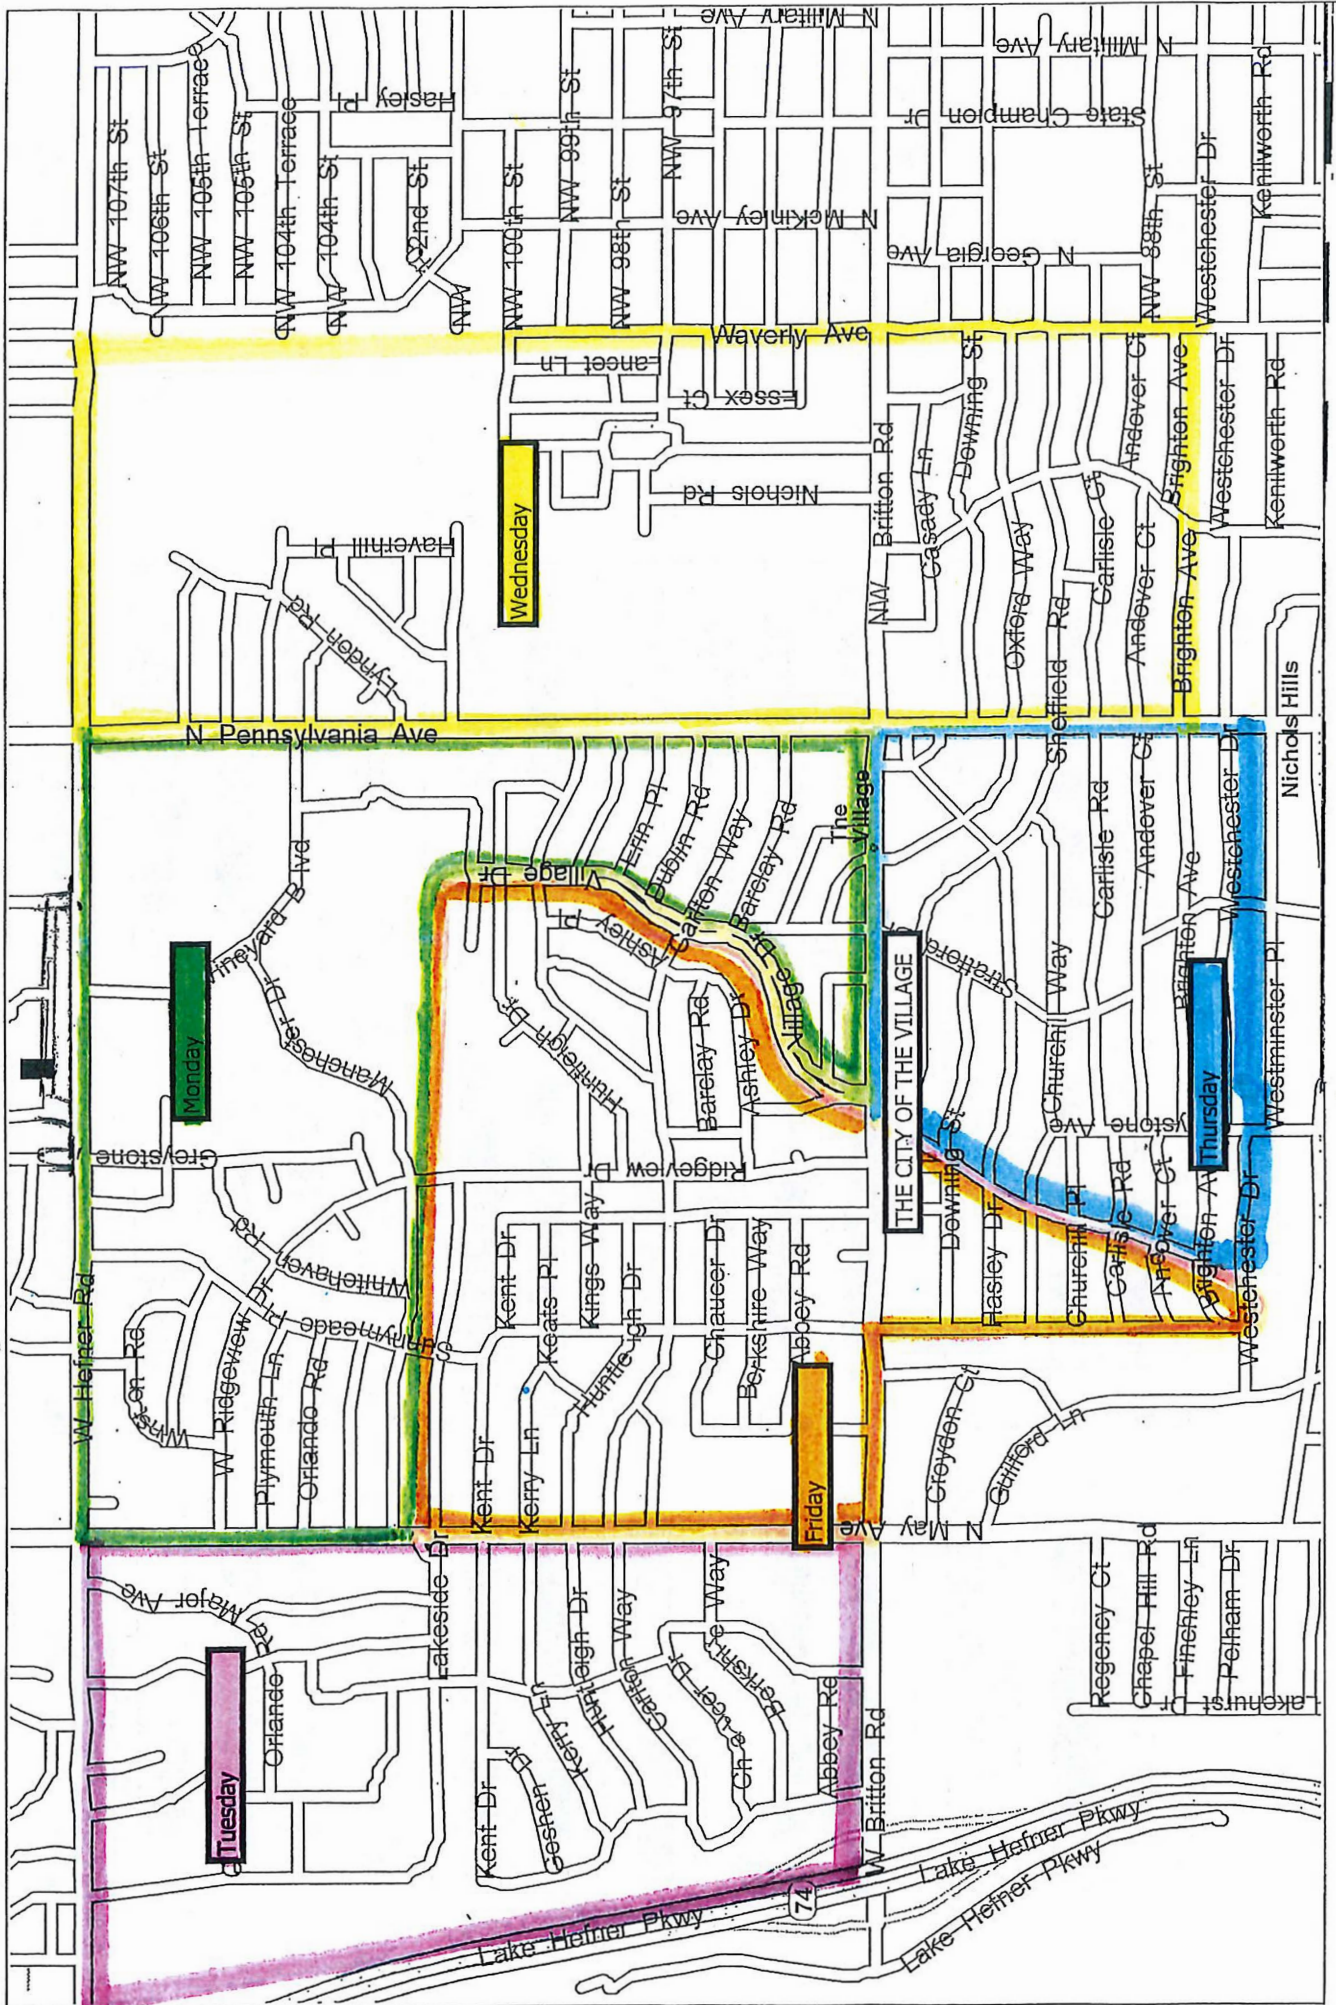 N Military Ave
N Military Ave
Hasley Pl
State Champion Dr
NW 107th St
NW 106th St
NW 105th Terrace
NW 105th St
NW 104th Terrace
NW 104th St
NW
NW 100th St
NW 99th St
NW 98th St
NW 97th St
N McKinley Ave
N Georgia Ave
NW 88th St
Westchester Dr
Kenilworth Rd
Waverly Ave
Lancet Ln
Essex Ct
Nichols Rd
Haverhill Pl
Lyndon Rd
Wednesday
NW Britton Rd
Casady Ln
Downing St
Oxford Way
Sheffield Rd
Carlisle Ct
Andover Ct
Andover Ct
Brighton Ave
Brighton Ave
Westchester Dr
Kenilworth Rd
Nichols Hills
N Pennsylvania Ave
Vineyard Blvd
Manchester Dr
Monday
Village Dr
Erin Pl
Dublin Rd
Carlton Way
Barclay Rd
The
Village
Village Dr
Ashley Pl
Ashley Dr
Barclay Rd
Huntleigh Dr
Carlisle Rd
Andover Ct
Brighton Ave
Westchester Dr
Westminster Pl
Stratford
Churchill Way
THE CITY OF THE VILLAGE
Thursday
Greystone
Ridgeview Dr
Whitehaven
Rd
Sunnymeade Pl
W Hefner Rd
Winston Rd
W Ridgeview Dr
Plymouth Ln
Orlando Rd
Kent Dr
Keats Pl
Kings Way
Huntleigh Dr
Chaucer Dr
Berkshire Way
Abbey Rd
Kent Dr
Kerry Ln
Friday
Downing St
Hasley Dr
Churchill Pl
Carlisle Rd
Andover Ct
Brighton Av
Westchester Dr
Croydon Ct
Guilford Ln
N May Ave
Major Ave
Orlando Rd
Tuesday
Lakeside Dr
Kent Dr
Goshen Dr
Kerry Ln
Huntleigh Dr
Carlton Way
Chaucer Dr
Berkshire Way
Abbey Rd
W Britton Rd
Regency Ct
Chapel Hill Rd
Finchley Ln
Pelham Dr
Lakehurst Dr
Lake Hefner Pkwy
74
Lake Hefner Pkwy
Lake Hefner Pkwy